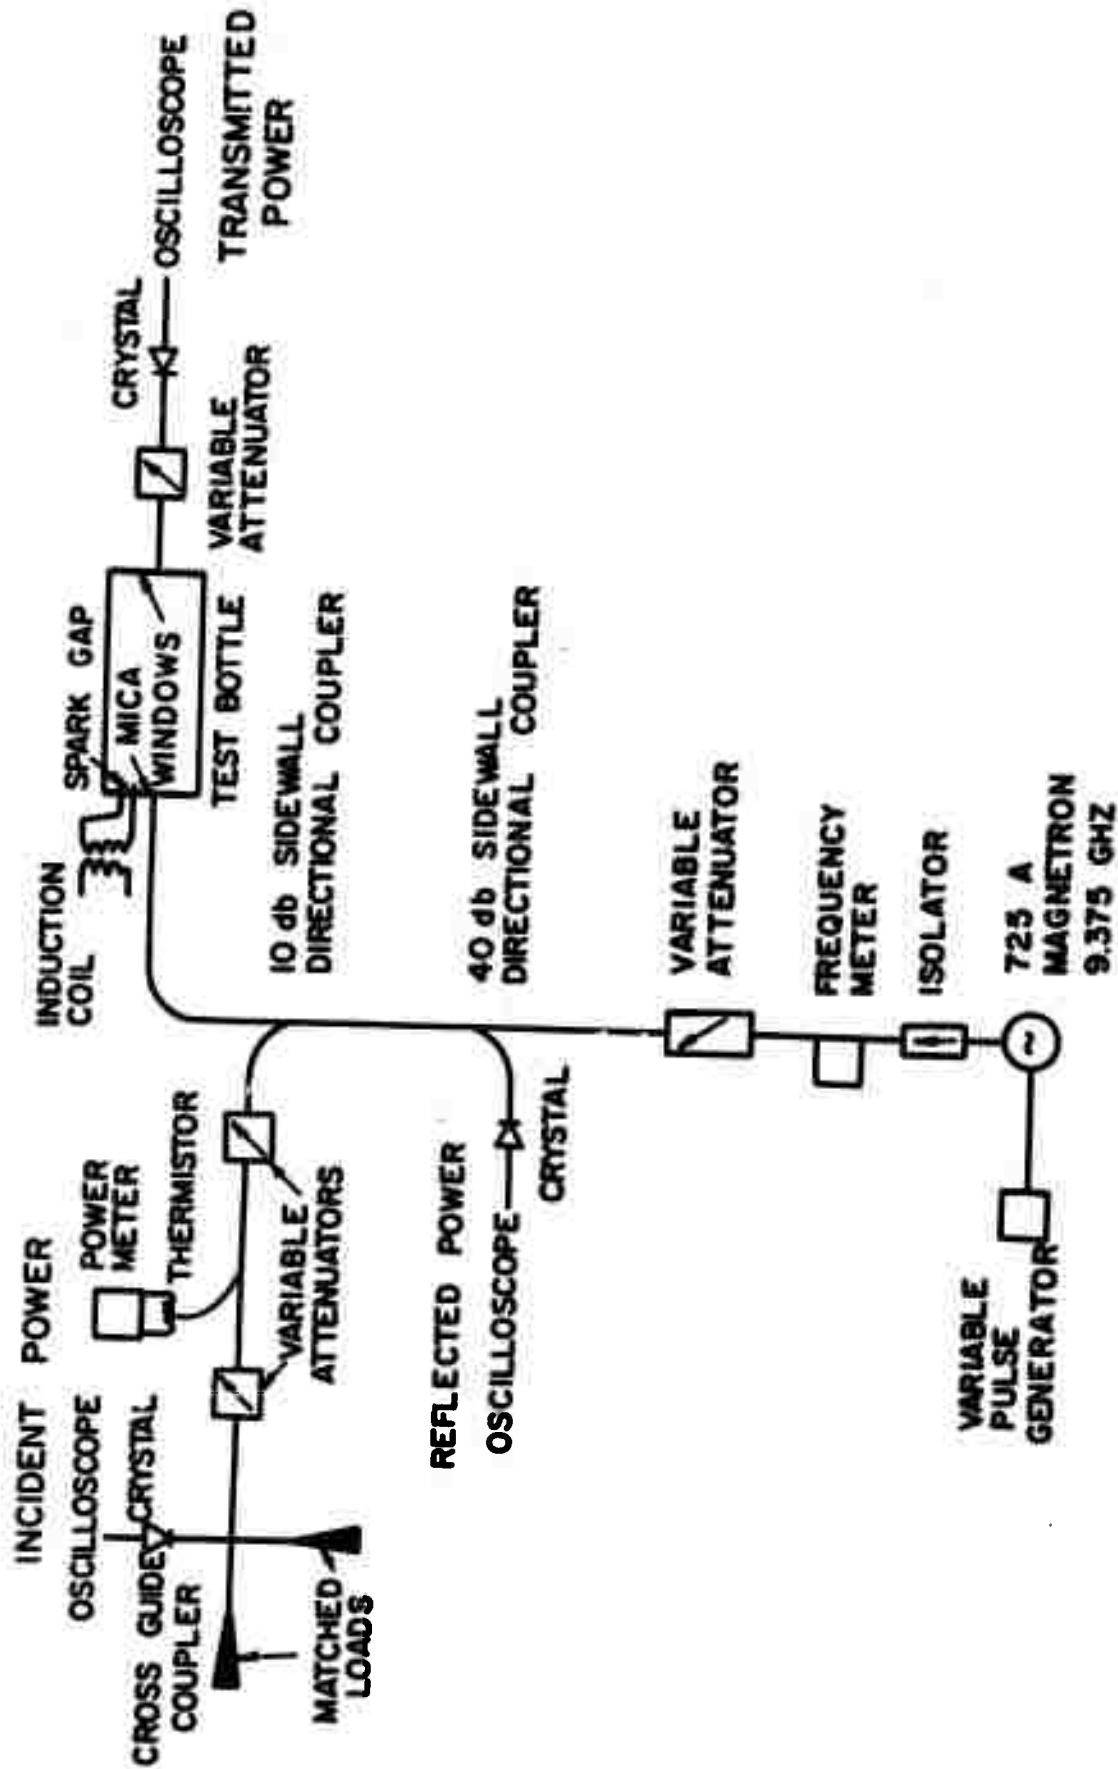 INCIDENT POWER
OSCILLOSCOPE
CRYSTAL
CROSS GUIDE
COUPLER
MATCHED
LOADS
POWER
METER
THERMISTOR
VARIABLE
ATTENUATORS
INDUCTION
COIL
SPARK GAP
MICA
WINDOWS
TEST BOTTLE
CRYSTAL
OSCILLOSCOPE
VARIABLE
ATTENUATOR
TRANSMITTED
POWER
10 db SIDEWALL
DIRECTIONAL COUPLER
REFLECTED POWER
OSCILLOSCOPE
CRYSTAL
40 db SIDEWALL
DIRECTIONAL COUPLER
VARIABLE
ATTENUATOR
FREQUENCY
METER
ISOLATOR
~
725 A
MAGNETRON
9.375 GHZ
VARIABLE
PULSE
GENERATOR